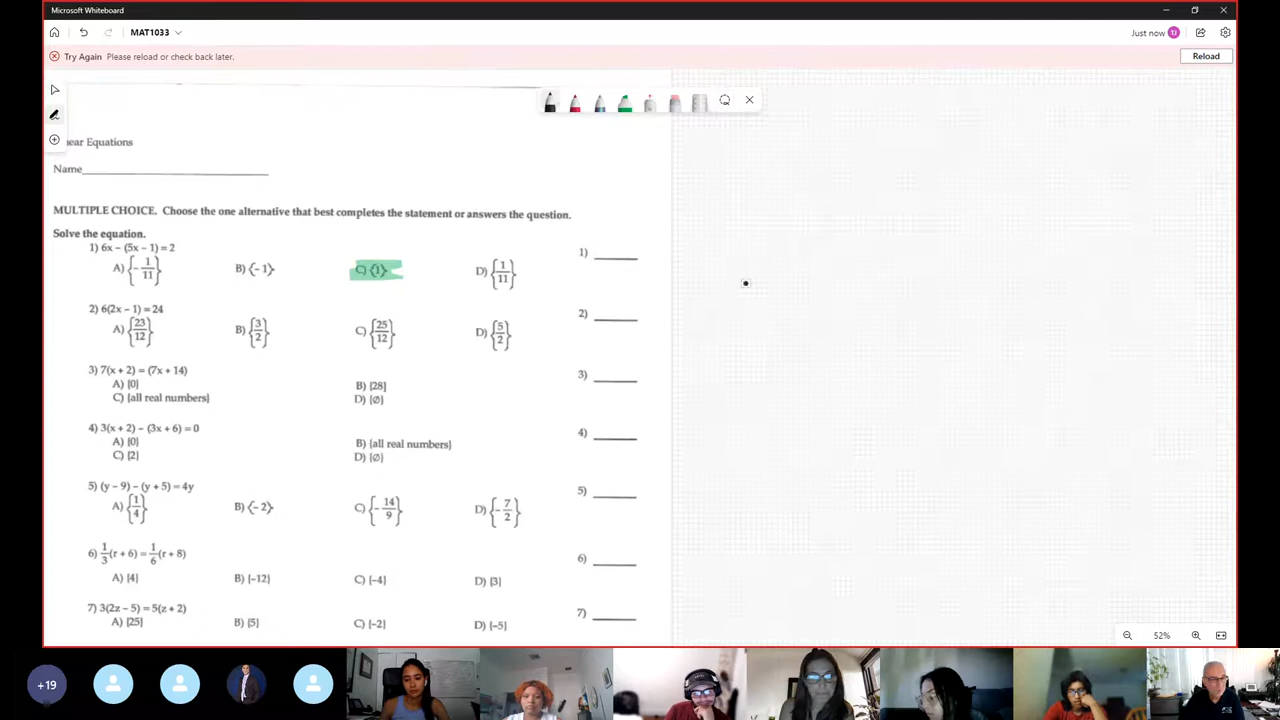 Microsoft Whiteboard
MAT1033
Just now TJ
Try Again Please reload or check back later.
Reload
near Equations
Name
MULTIPLE CHOICE. Choose the one alternative that best completes the statement or answers the question.
Solve the equation.
1) 6x - (5x - 1) = 2
A) {-1/11} B) {-1} C) {1} D) {1/11}
1)
2) 6(2x - 1) = 24
A) {23/12} B) {3/2} C) {25/12} D) {5/2}
2)
3) 7(x + 2) = (7x + 14)
A) {0} B) {28}
C) {all real numbers} D) {∅}
3)
4) 3(x + 2) - (3x + 6) = 0
A) {0} B) {all real numbers}
C) {2} D) {∅}
4)
5) (y - 9) - (y + 5) = 4y
A) {1/4} B) {-2} C) {-14/9} D) {-7/2}
5)
6) 1/3(r + 6) = 1/6(r + 8)
A) {4} B) {-12} C) {-4} D) {3}
6)
7) 3(2z - 5) = 5(z + 2)
A) {25} B) {5} C) {-2} D) {-5}
7)
52%
+19